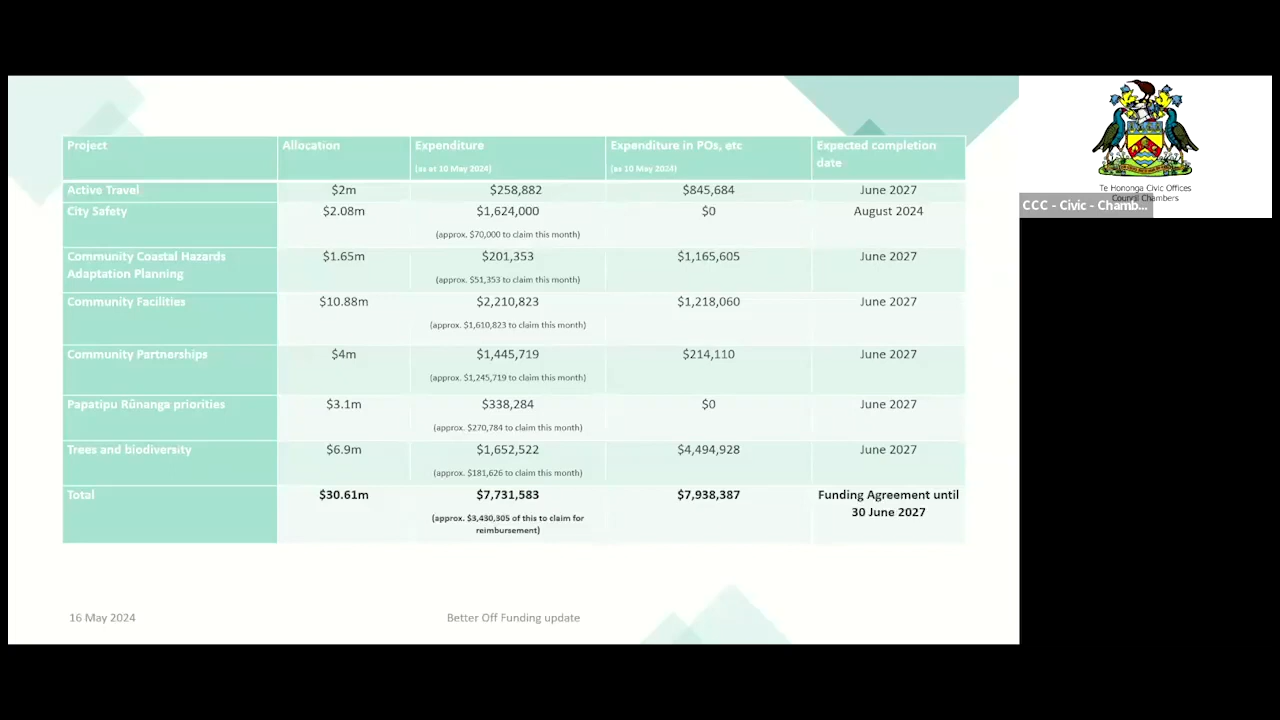 Project Allocation Expenditure Expenditure in POs, etc Expected completion
(as at 10 May 2024) (as 10 May 2024) date
Active Travel $2m $258,882 $845,684 June 2027
City Safety $2.08m $1,624,000 $0 August 2024
(approx. $70,000 to claim this month)
Community Coastal Hazards $1.65m $201,353 $1,165,605 June 2027
Adaptation Planning (approx. $51,353 to claim this month)
Community Facilities $10.88m $2,210,823 $1,218,060 June 2027
(approx. $1,610,823 to claim this month)
Community Partnerships $4m $1,445,719 $214,110 June 2027
(approx. $1,245,719 to claim this month)
Papatipu Rūnanga priorities $3.1m $338,284 $0 June 2027
(approx. $270,784 to claim this month)
Trees and biodiversity $6.9m $1,652,522 $4,494,928 June 2027
(approx. $181,626 to claim this month)
Total $30.61m $7,731,583 $7,938,387 Funding Agreement until
30 June 2027
(approx. $3,430,305 of this to claim for
reimbursement)
16 May 2024 Better Off Funding update
Te Hononga Civic Offices
Council Chambers
CCC - Civic - Chamb...